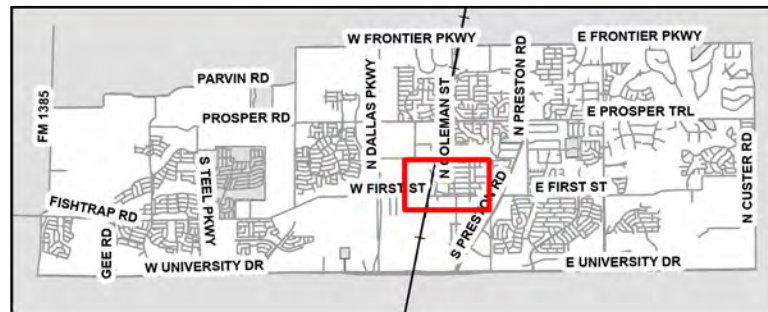 W FRONTIER PKWY
E FRONTIER PKWY
PARVIN RD
PROSPER RD
E PROSPER TRL
FM 1385
S TEEL PKWY
N DALLAS PKWY
N COLEMAN ST
N PRESTON RD
N CUSTER RD
W FIRST ST
E FIRST ST
FISHTRAP RD
GEE RD
S PRESTON RD
W UNIVERSITY DR
E UNIVERSITY DR